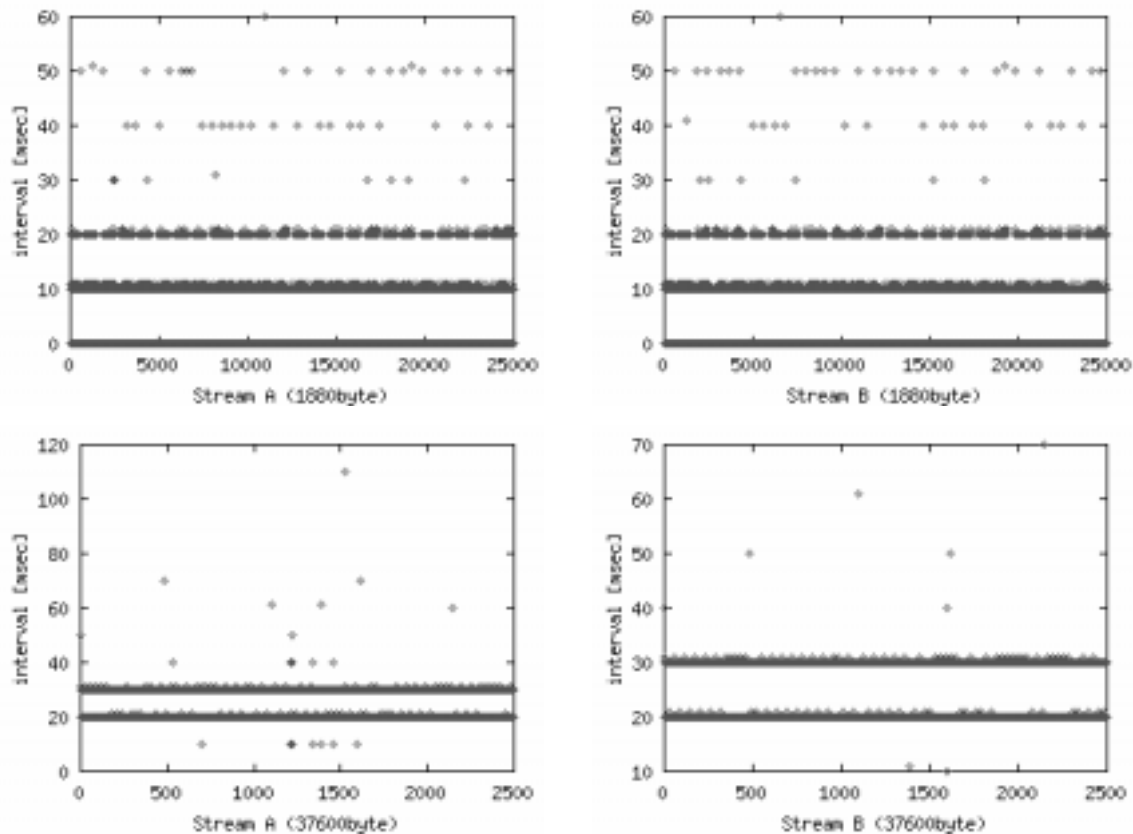 60
50
40
30
20
10
0
interval [msec]
0 5000 10000 15000 20000 25000
Stream A (1880byte)
60
50
40
30
20
10
0
interval [msec]
0 5000 10000 15000 20000 25000
Stream B (1880byte)
120
100
80
60
40
20
0
interval [msec]
0 500 1000 1500 2000 2500
Stream A (37600byte)
70
60
50
40
30
20
10
interval [msec]
0 500 1000 1500 2000 2500
Stream B (37600byte)